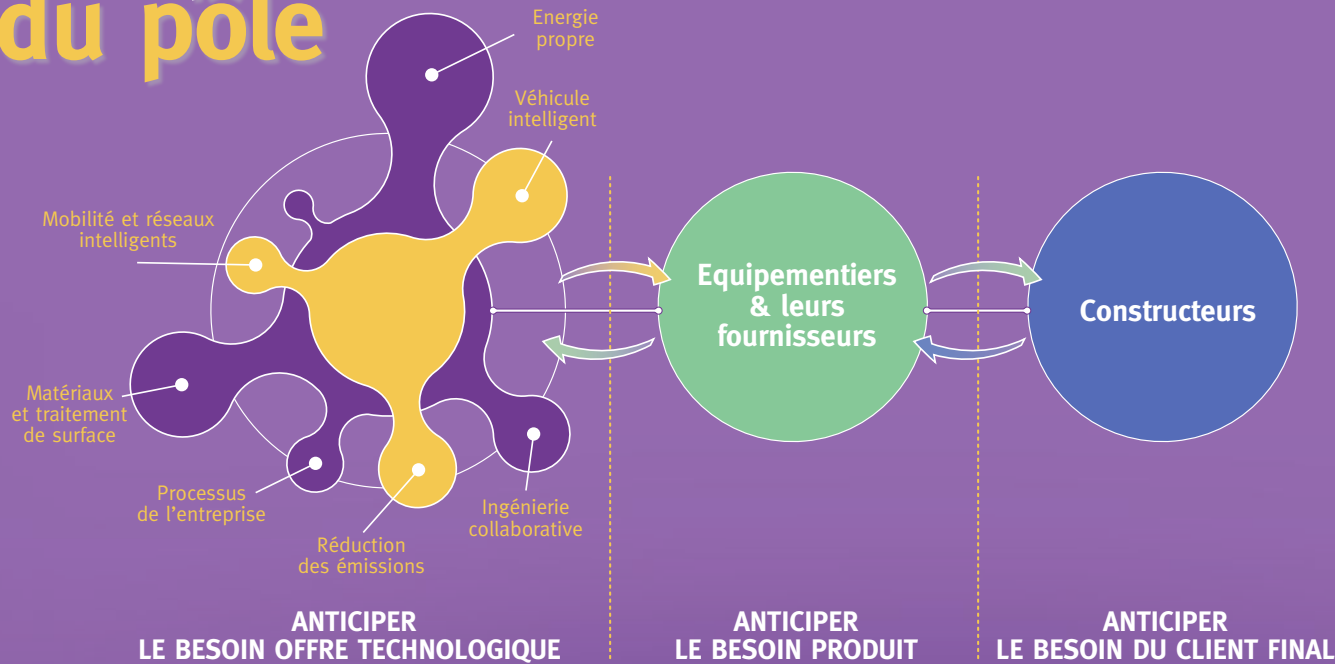 du pôle
Energie
propre
Véhicule
intelligent
Mobilité et réseaux
intelligents
Matériaux
et traitement
de surface
Processus
de l'entreprise
Réduction
des émissions
Ingénierie
collaborative
Equipementiers
& leurs
fournisseurs
Constructeurs
ANTICIPER
LE BESOIN OFFRE TECHNOLOGIQUE
ANTICIPER
LE BESOIN PRODUIT
ANTICIPER
LE BESOIN DU CLIENT FINAL